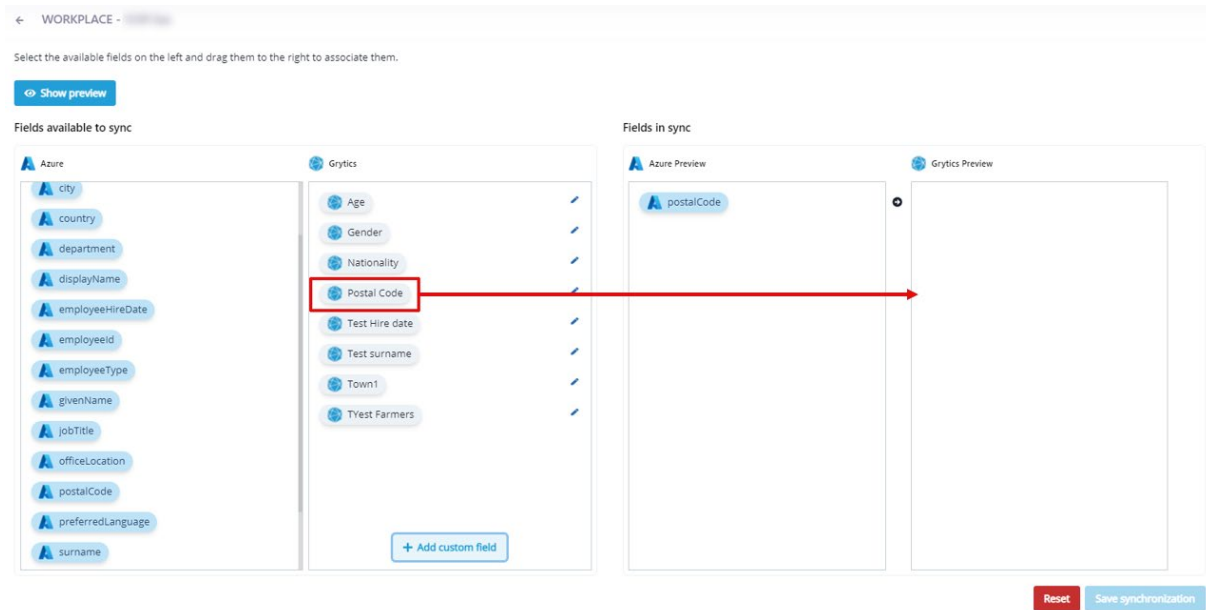 WORKPLACE -
Select the available fields on the left and drag them to the right to associate them.
Show preview
Fields available to sync
Fields in sync
Azure
Grytics
Azure Preview
Grytics Preview
city
country
department
displayName
employeeHireDate
employeeId
employeeType
givenName
jobTitle
officeLocation
postalCode
preferredLanguage
surname
Age
Gender
Nationality
Postal Code
Test Hire date
Test surname
Town1
TYest Farmers
+ Add custom field
postalCode
Reset
Save synchronization